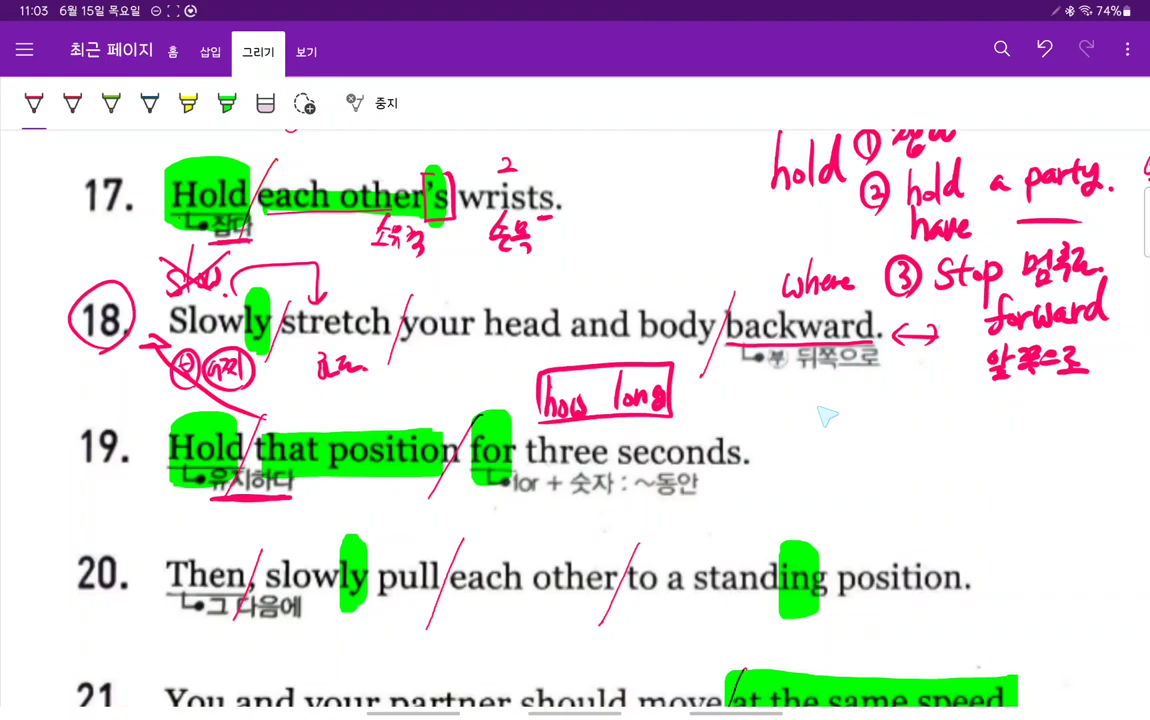 11:03 6월 15일 목요일 74%
최근 페이지 홈 삽입 그리기 보기
중지
hold ①
② hold a party.
have
17. Hold each other's wrists.
2
잡다 소유격 손목
where ③ Stop 멈추다.
18. Slowly stretch your head and body backward.
forward
부 뒤쪽으로
앞쪽으로
how long
19. Hold that position for three seconds.
유지하다 for + 숫자 : ~동안
20. Then, slowly pull each other to a standing position.
그 다음에
21. You and your partner should move at the same speed